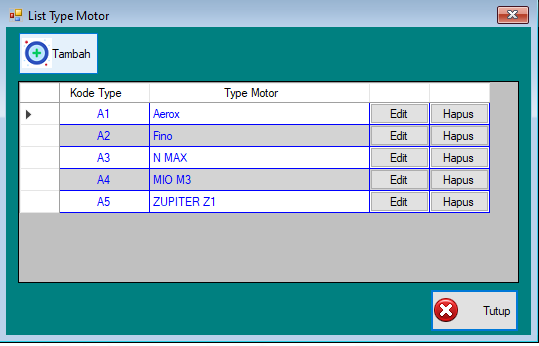 List Type Motor
Tambah
Kode Type Type Motor
A1 Aerox Edit Hapus
A2 Fino Edit Hapus
A3 N MAX Edit Hapus
A4 MIO M3 Edit Hapus
A5 ZUPITER Z1 Edit Hapus
Tutup